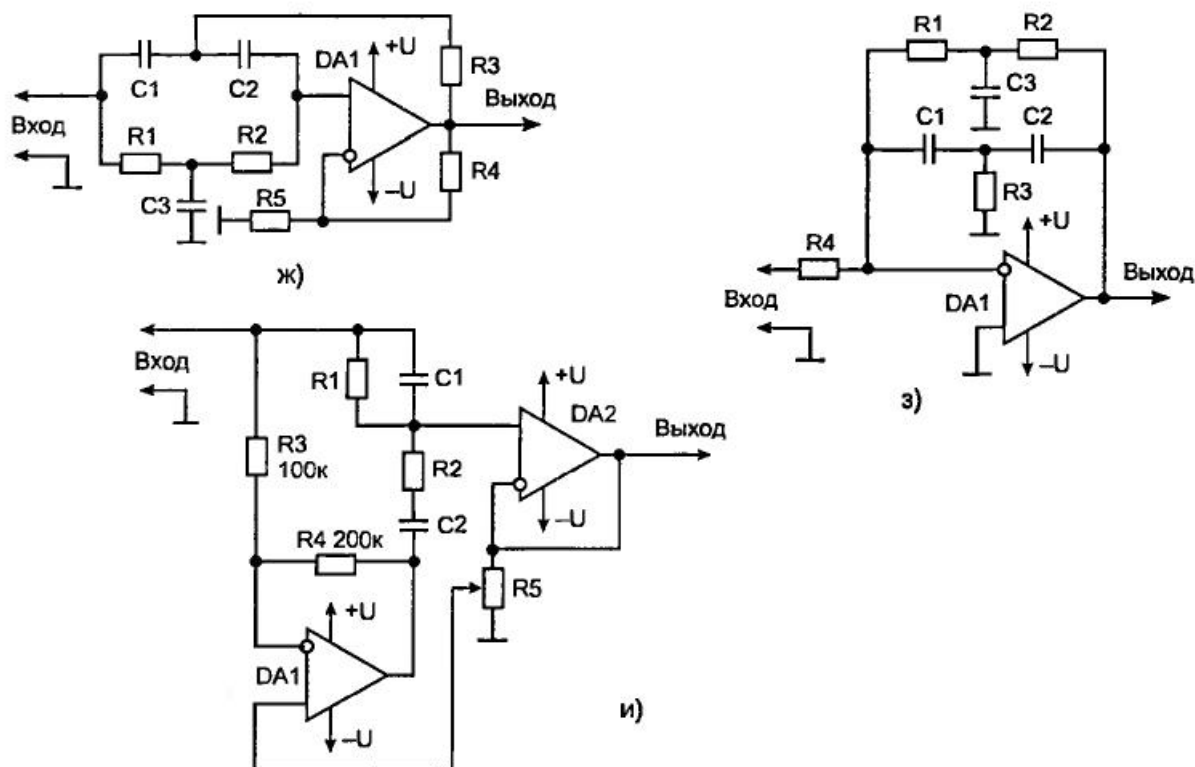 C1
C2
DA1
+U
R3
Выход
Вход
R1
R2
R4
–U
C3
R5
ж)
R1
R2
C3
C1
C2
R3
+U
R4
Выход
Вход
DA1
–U
з)
Вход
R1
C1
+U
DA2
Выход
R3
100к
R2
–U
C2
R4 200к
R5
+U
DA1
–U
и)